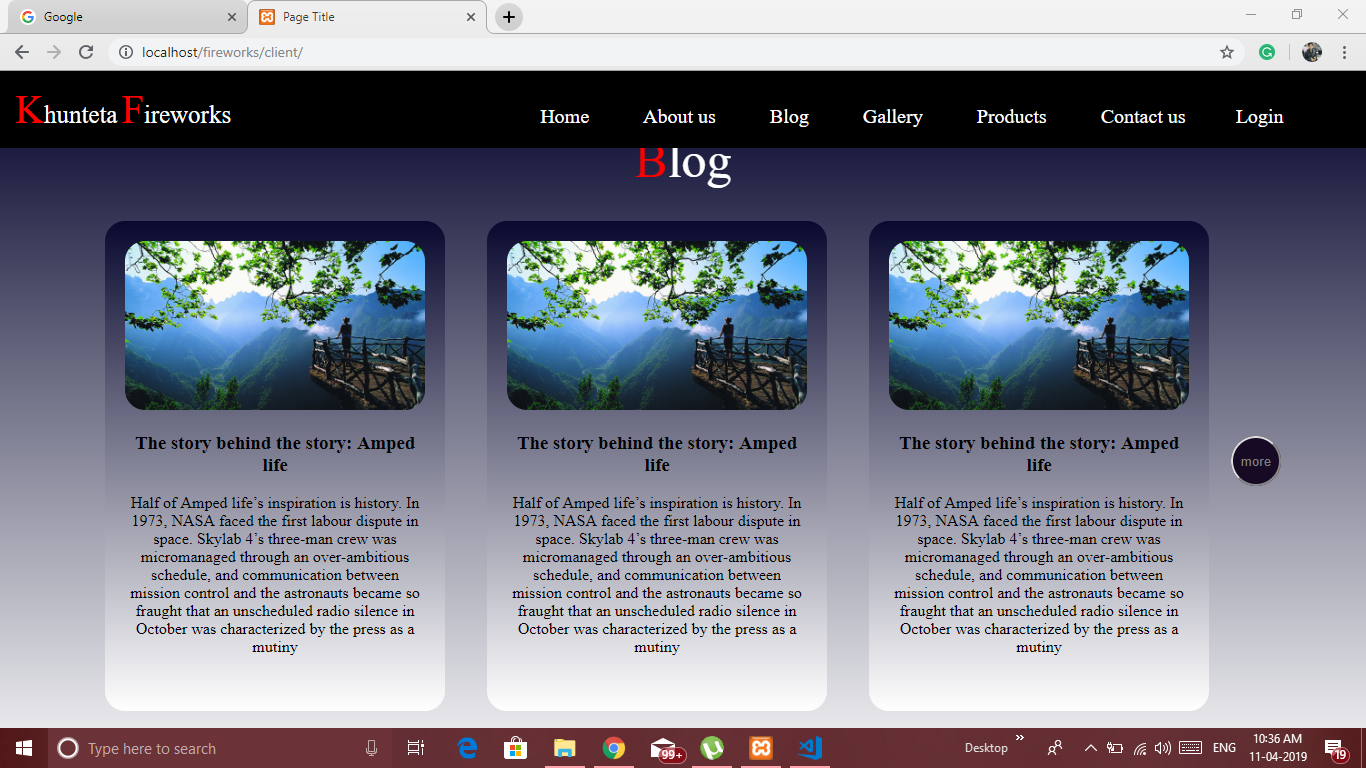 Google
Page Title
localhost/fireworks/client/
Khunteta Fireworks
Home About us Blog Gallery Products Contact us Login
Blog
The story behind the story: Amped
life
Half of Amped life’s inspiration is history. In
1973, NASA faced the first labour dispute in
space. Skylab 4’s three-man crew was
micromanaged through an over-ambitious
schedule, and communication between
mission control and the astronauts became so
fraught that an unscheduled radio silence in
October was characterized by the press as a
mutiny
The story behind the story: Amped
life
Half of Amped life’s inspiration is history. In
1973, NASA faced the first labour dispute in
space. Skylab 4’s three-man crew was
micromanaged through an over-ambitious
schedule, and communication between
mission control and the astronauts became so
fraught that an unscheduled radio silence in
October was characterized by the press as a
mutiny
The story behind the story: Amped
life
Half of Amped life’s inspiration is history. In
1973, NASA faced the first labour dispute in
space. Skylab 4’s three-man crew was
micromanaged through an over-ambitious
schedule, and communication between
mission control and the astronauts became so
fraught that an unscheduled radio silence in
October was characterized by the press as a
mutiny
more
Type here to search
99+
Desktop
ENG
10:36 AM
11-04-2019
19